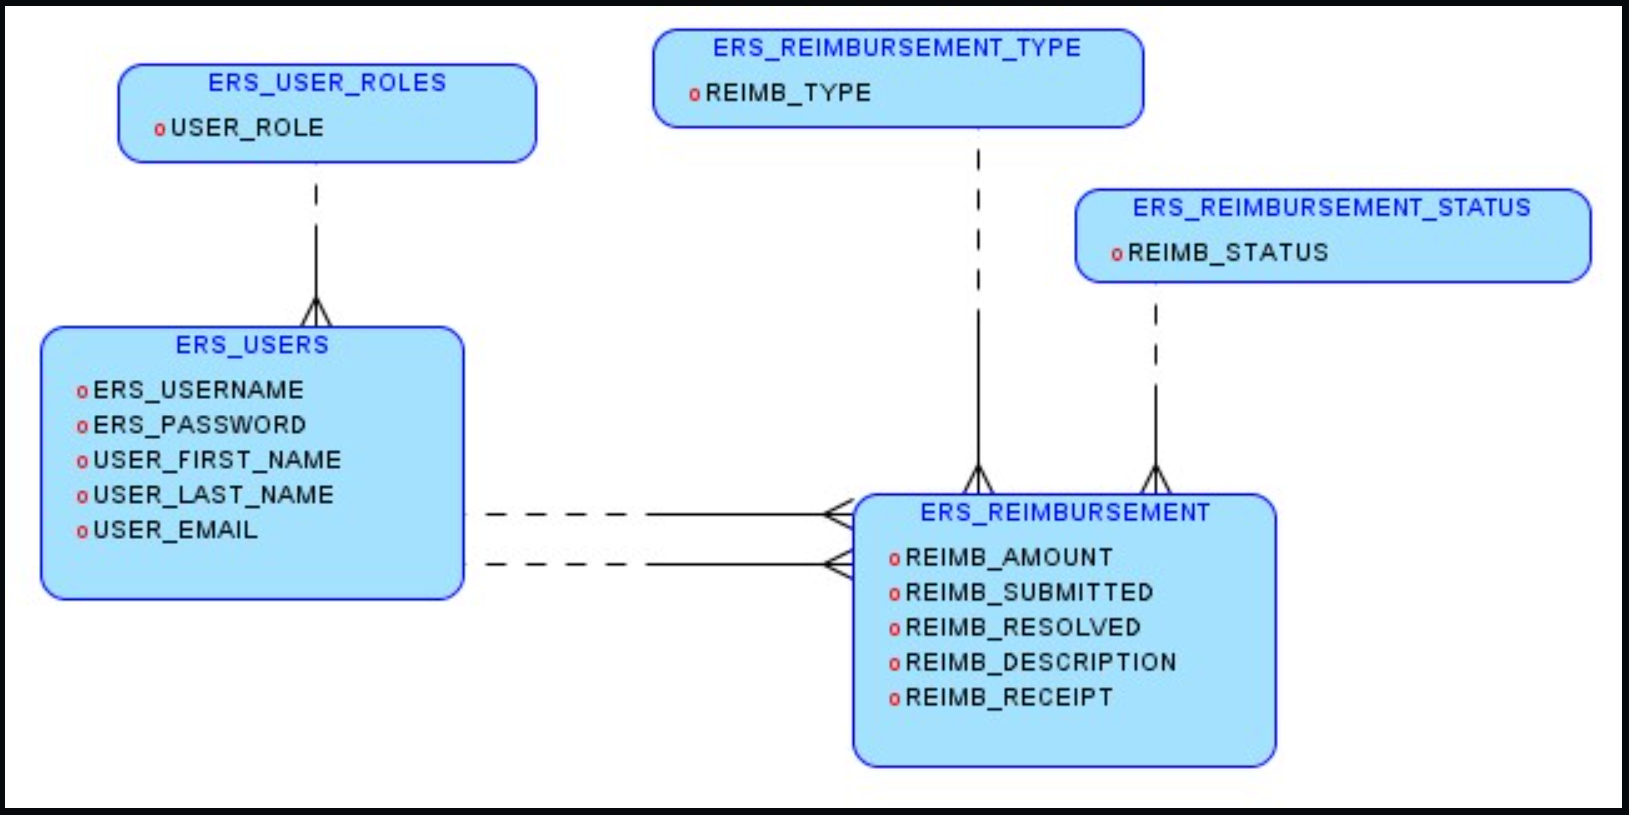 ERS_USER_ROLES
o USER_ROLE
ERS_REIMBURSEMENT_TYPE
o REIMB_TYPE
ERS_REIMBURSEMENT_STATUS
o REIMB_STATUS
ERS_USERS
o ERS_USERNAME
o ERS_PASSWORD
o USER_FIRST_NAME
o USER_LAST_NAME
o USER_EMAIL
ERS_REIMBURSEMENT
o REIMB_AMOUNT
o REIMB_SUBMITTED
o REIMB_RESOLVED
o REIMB_DESCRIPTION
o REIMB_RECEIPT